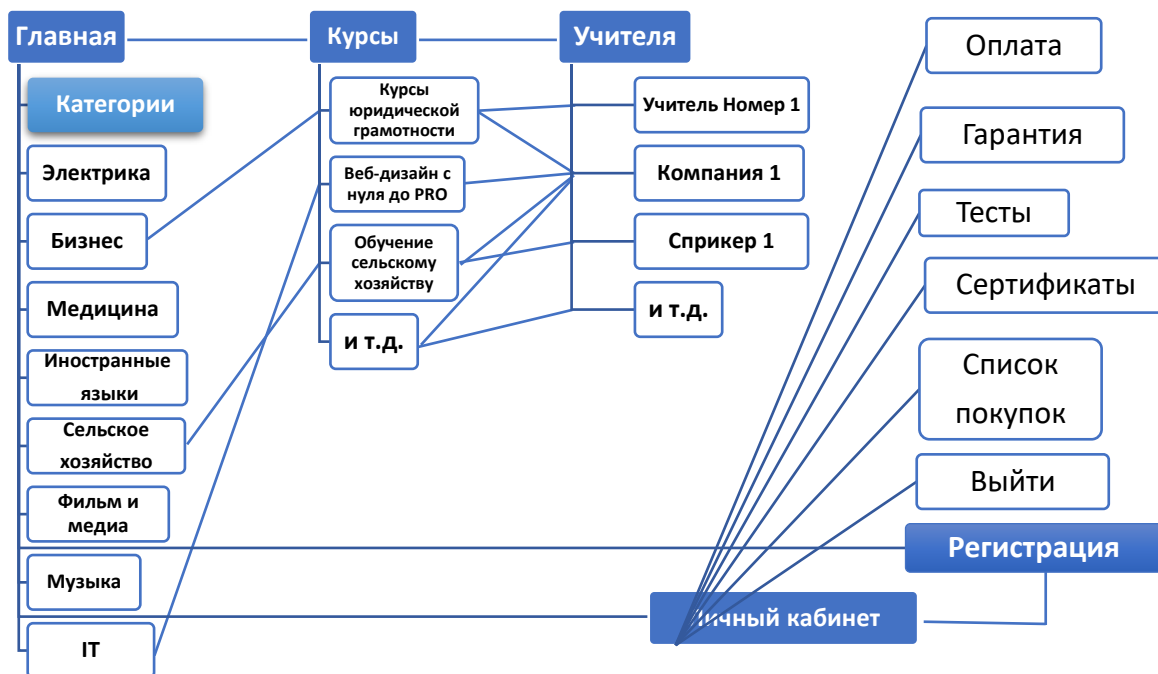 Главная
Курсы
Учителя
Категории
Электрика
Бизнес
Медицина
Иностранные
языки
Сельское
хозяйство
Фильм и
медиа
Музыка
IT
Курсы
юридической
грамотности
Веб-дизайн с
нуля до PRO
Обучение
сельскому
хозяйству
и т.д.
Учитель Номер 1
Компания 1
Сприкер 1
и т.д.
Оплата
Гарантия
Тесты
Сертификаты
Список
покупок
Выйти
Регистрация
Личный кабинет